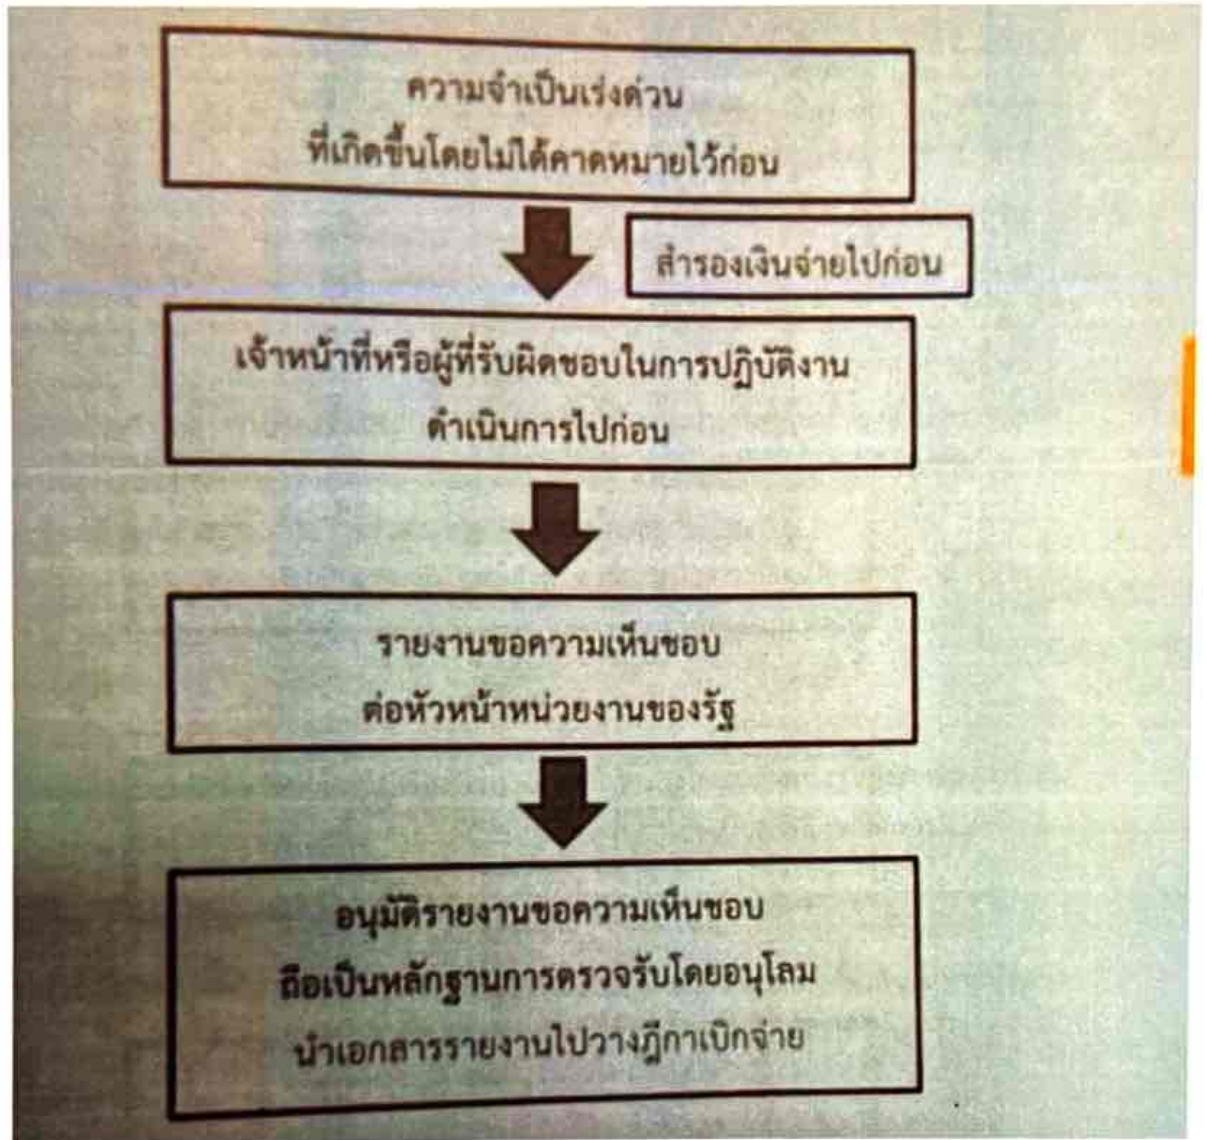 ความจำเป็นเร่งด่วน
ที่เกิดขึ้นโดยไม่ได้คาดหมายไว้ก่อน
สำรองเงินจ่ายไปก่อน
เจ้าหน้าที่หรือผู้ที่รับผิดชอบในการปฏิบัติงาน
ดำเนินการไปก่อน
รายงานขอความเห็นชอบ
ต่อหัวหน้าหน่วยงานของรัฐ
อนุมัติรายงานขอความเห็นชอบ
ถือเป็นหลักฐานการตรวจรับโดยอนุโลม
นำเอกสารรายงานไปวางฎีกาเบิกจ่าย